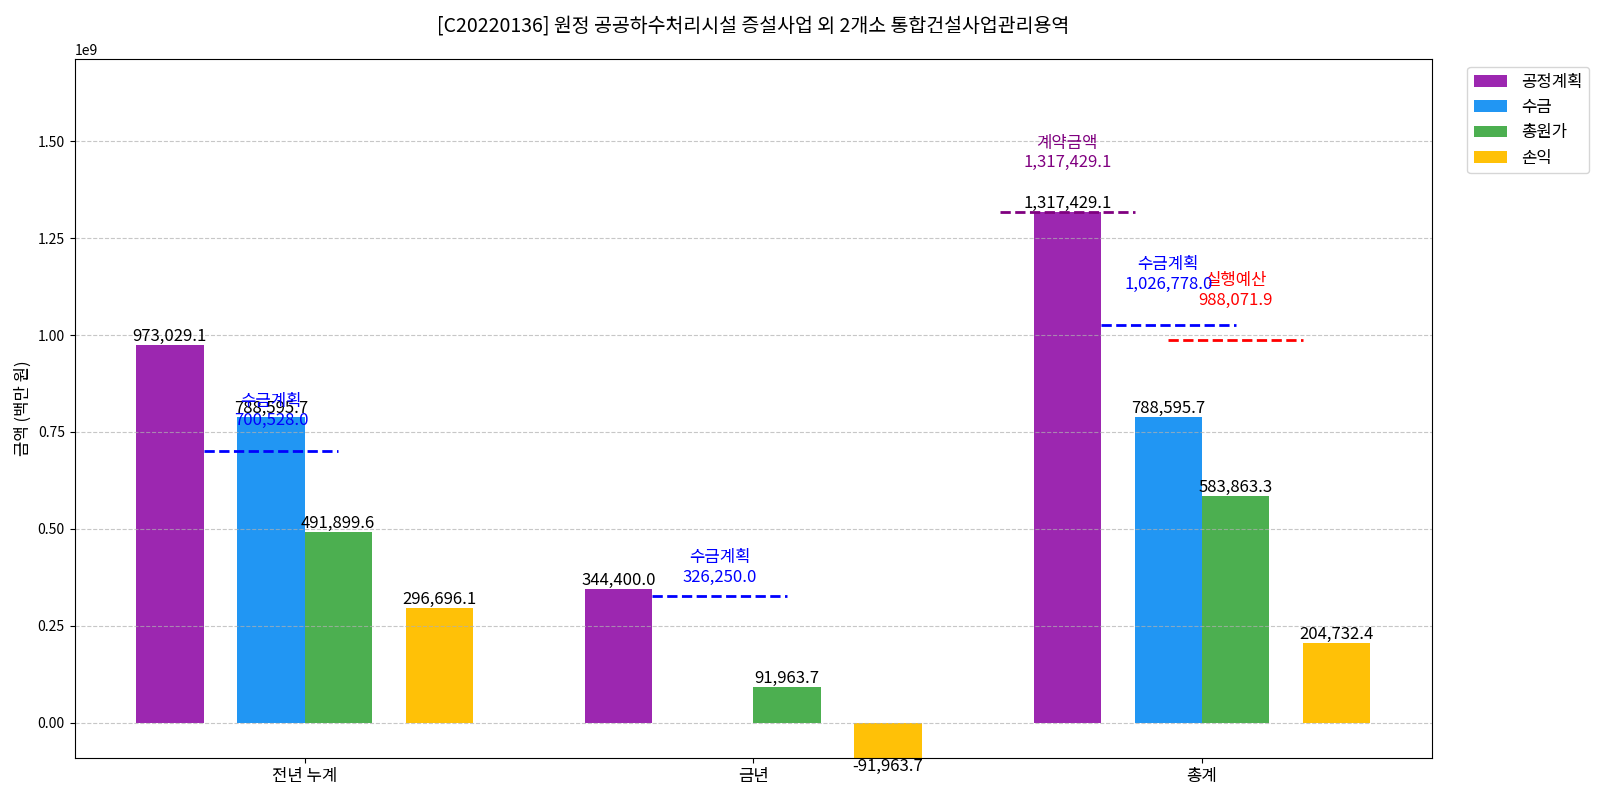 [C20220136] 원정 공공하수처리시설 증설사업 외 2개소 통합건설사업관리용역
1e9
공정계획
수금
총원가
손익
금액 (백만 원)
1.50
1.25
1.00
0.75
0.50
0.25
0.00
973,029.1
수금계획
700,528.0
788,595.7
491,899.6
296,696.1
344,400.0
수금계획
326,250.0
91,963.7
-91,963.7
계약금액
1,317,429.1
1,317,429.1
수금계획
1,026,778.0
실행예산
988,071.9
788,595.7
583,863.3
204,732.4
전년 누계
금년
총계